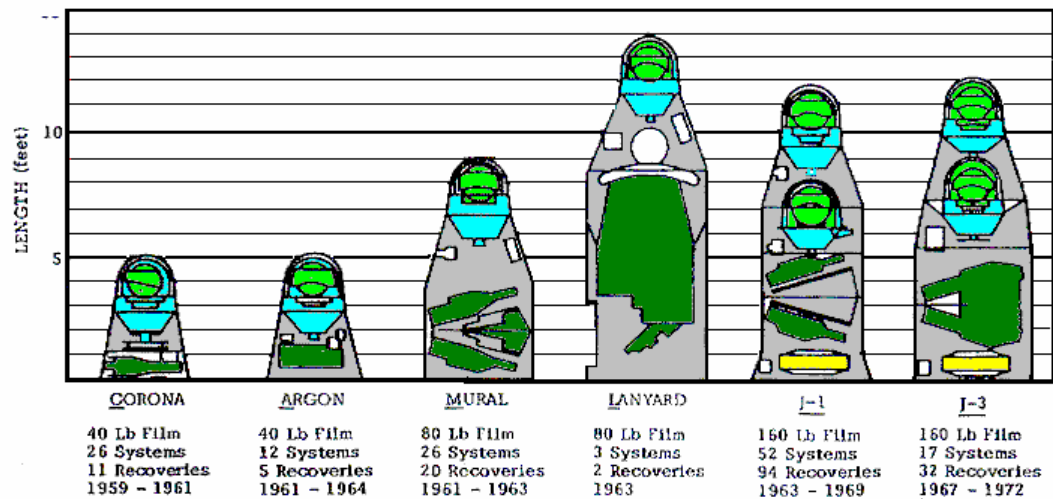 LENGTH (feet)
10
5
CORONA
40 Lb Film
26 Systems
11 Recoveries
1959 - 1961
ARGON
40 Lb Film
12 Systems
5 Recoveries
1961 - 1964
MURAL
80 Lb Film
26 Systems
20 Recoveries
1961 - 1963
LANYARD
80 Lb Film
3 Systems
2 Recoveries
1963
J-1
160 Lb Film
52 Systems
94 Recoveries
1963 - 1969
J-3
160 Lb Film
17 Systems
32 Recoveries
1967 - 1972